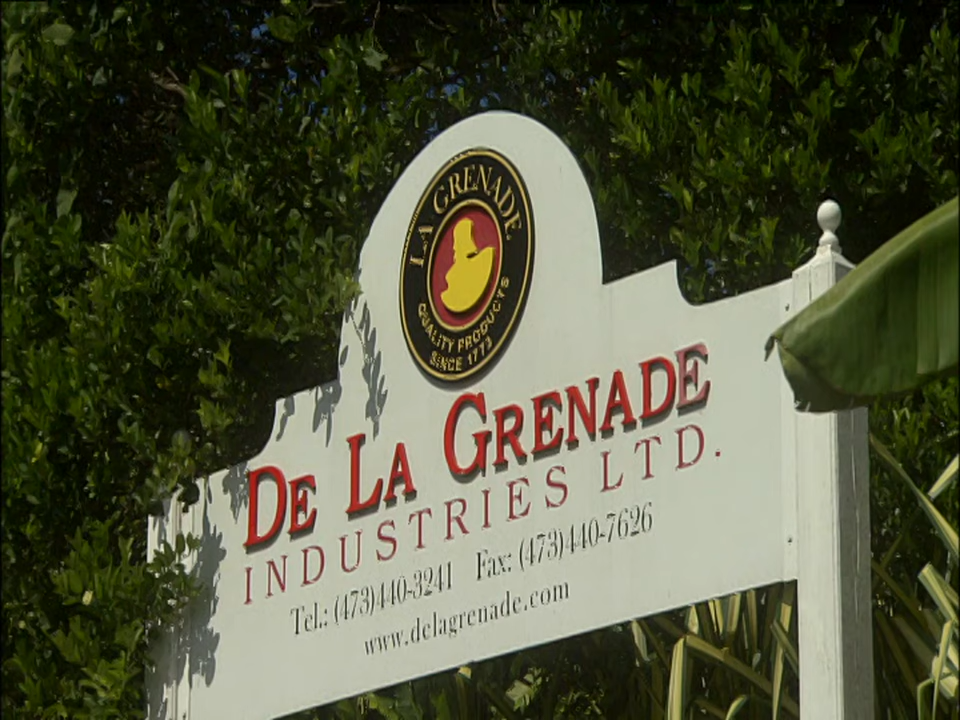 LA GRENADE
QUALITY PRODUCTS
SINCE 1773
DE LA GRENADE
INDUSTRIES LTD.
Tel.: (473)440-3241 Fax: (473)440-7626
www.delagrenade.com